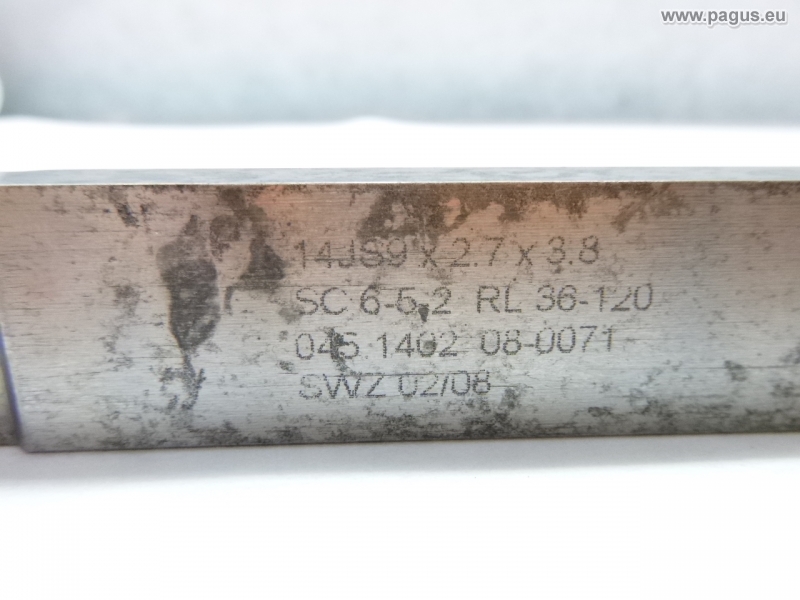 www.pagus.eu
14JS9 x 2.7 x 3.8
SC 6-5.2 RL 36-120
045.1402 08-0071
SWZ 02/08